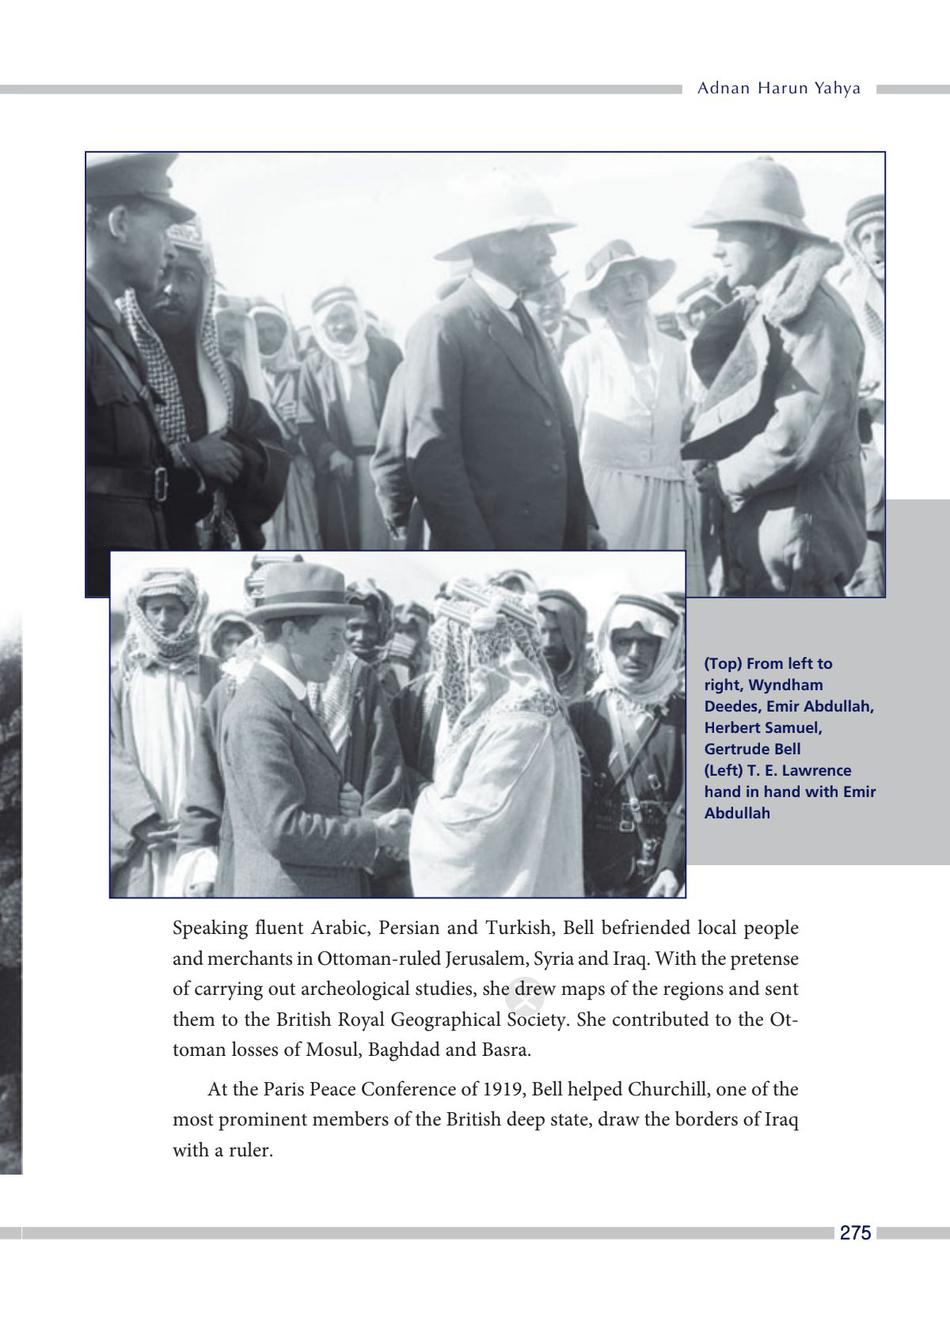 Adnan Harun Yahya
(Top) From left to
right, Wyndham
Deedes, Emir Abdullah,
Herbert Samuel,
Gertrude Bell
(Left) T. E. Lawrence
hand in hand with Emir
Abdullah
Speaking fluent Arabic, Persian and Turkish, Bell befriended local people
and merchants in Ottoman-ruled Jerusalem, Syria and Iraq. With the pretense
of carrying out archeological studies, she drew maps of the regions and sent
them to the British Royal Geographical Society. She contributed to the Ot-
toman losses of Mosul, Baghdad and Basra.
At the Paris Peace Conference of 1919, Bell helped Churchill, one of the
most prominent members of the British deep state, draw the borders of Iraq
with a ruler.
275